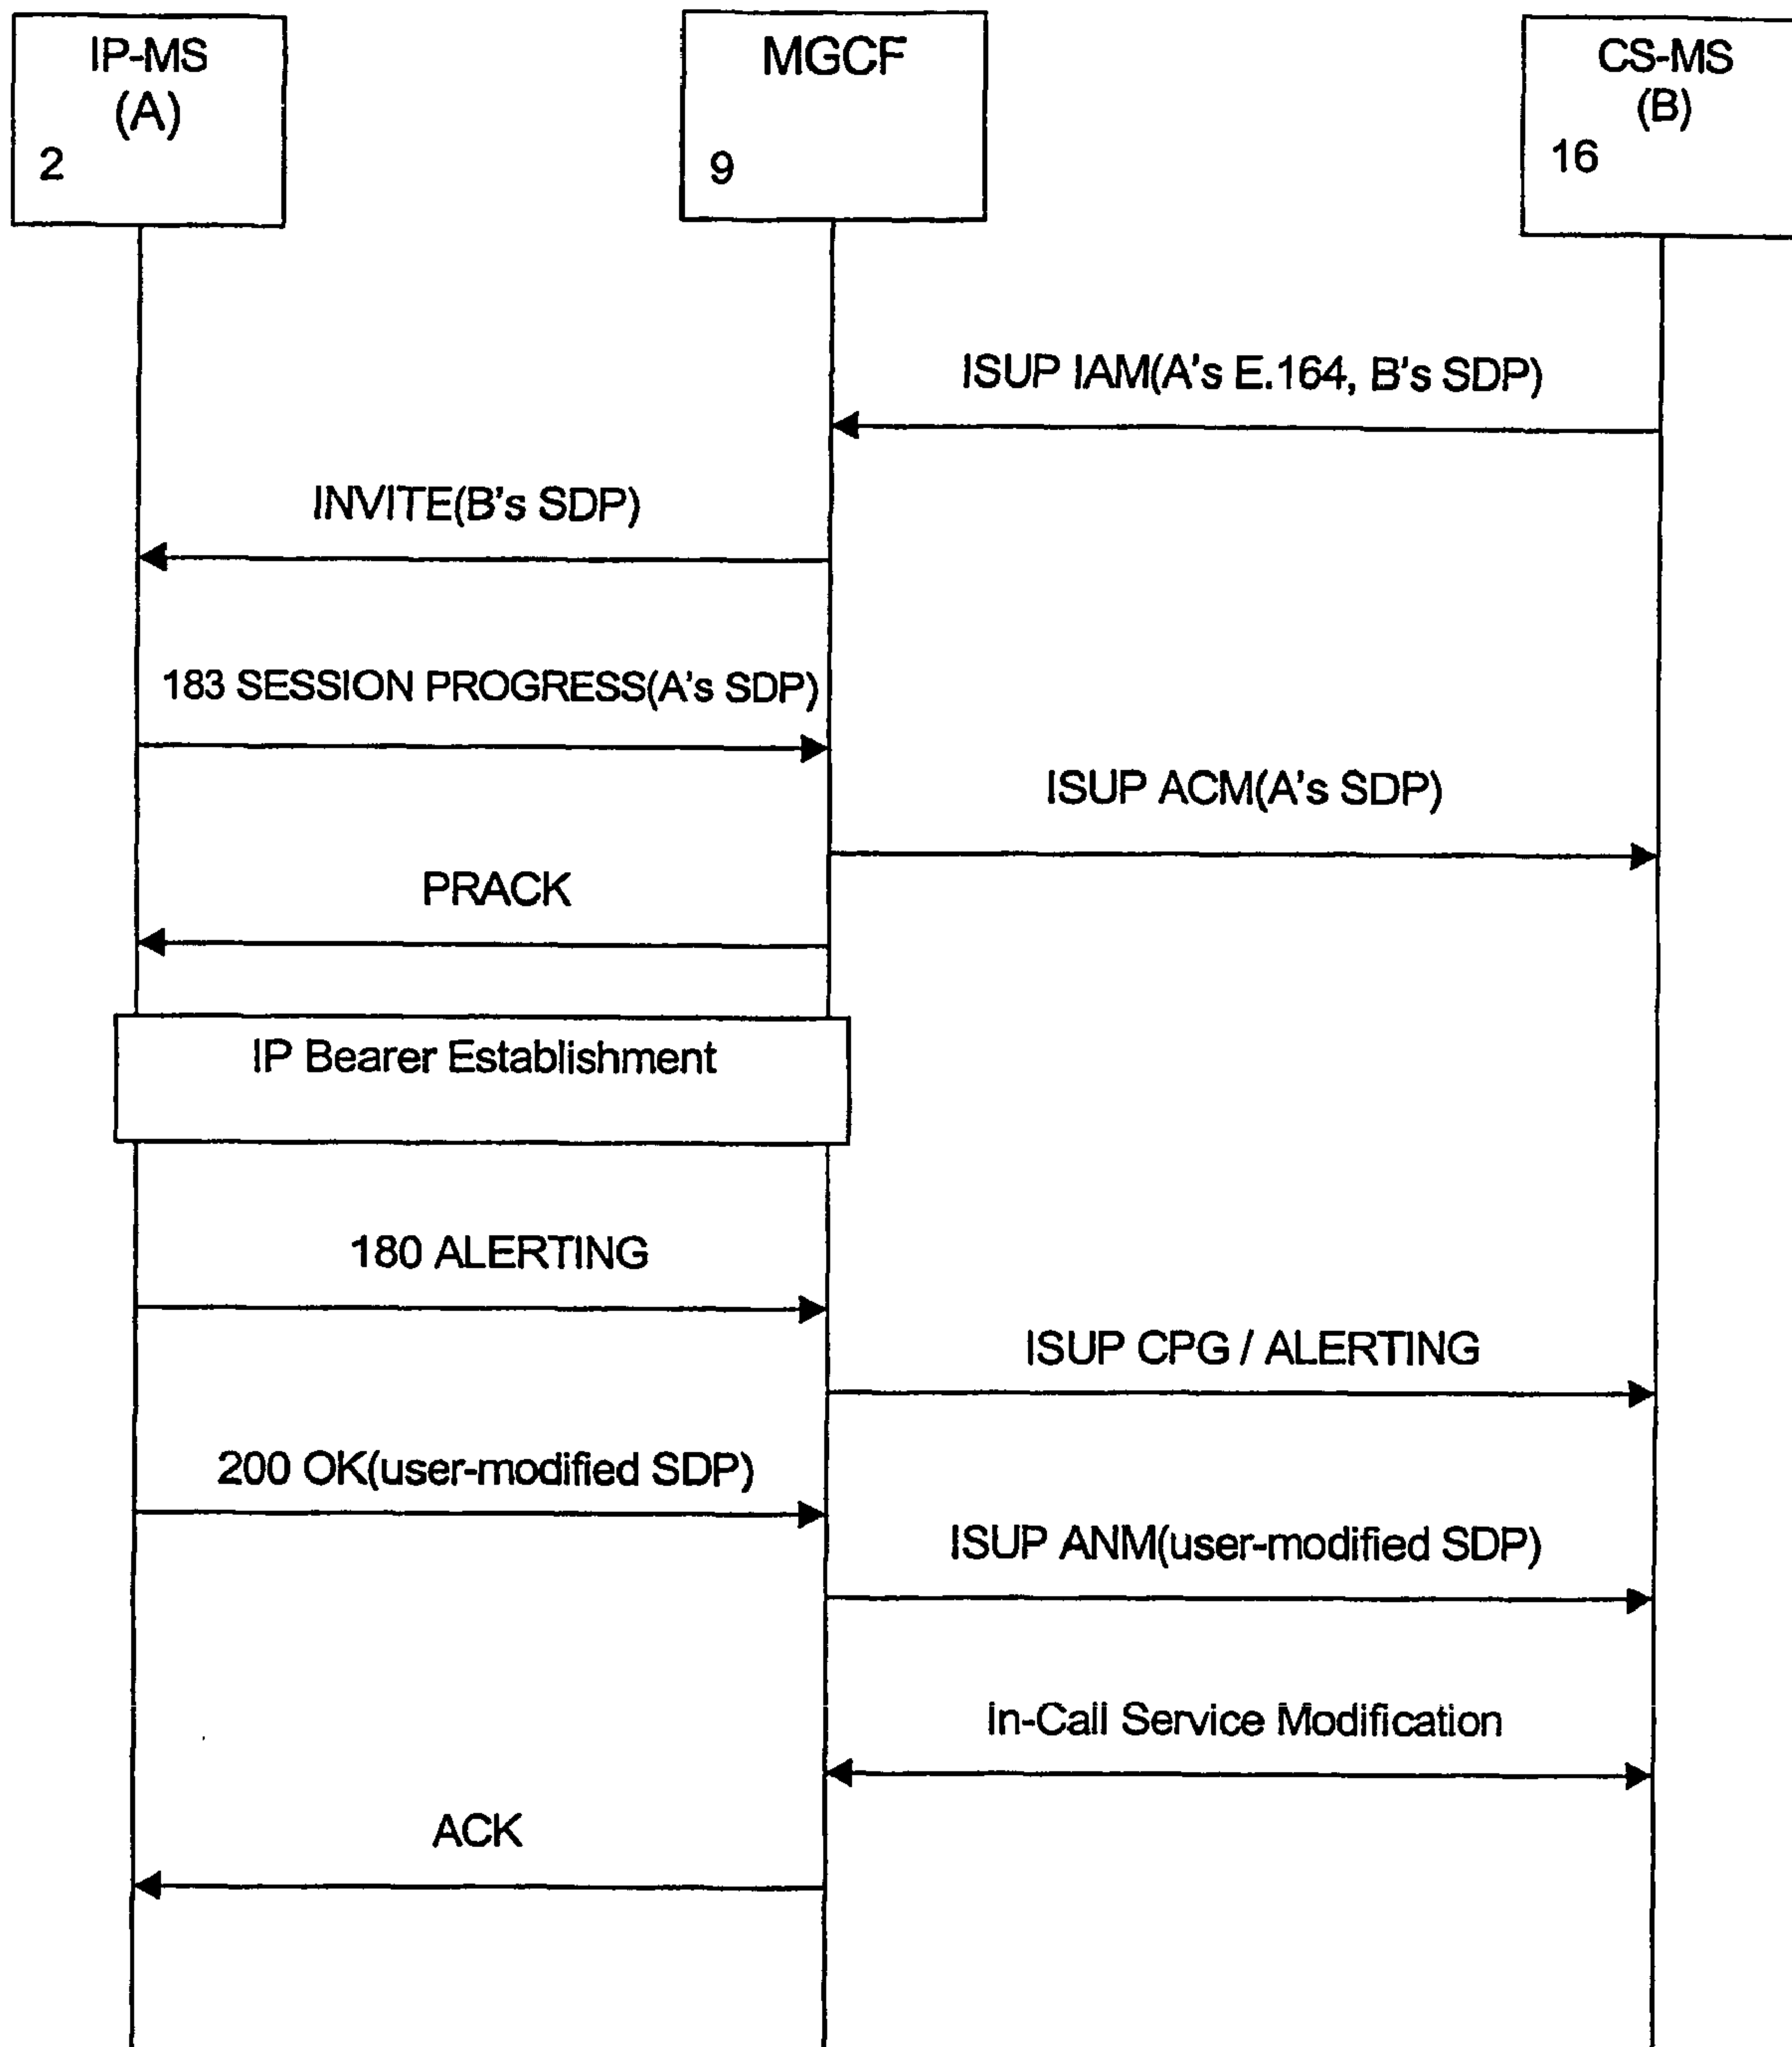 IP-MS
(A)
2
MGCF
9
CS-MS
(B)
16
ISUP IAM(A's E.164, B's SDP)
INVITE(B's SDP)
183 SESSION PROGRESS(A's SDP)
ISUP ACM(A's SDP)
PRACK
IP Bearer Establishment
180 ALERTING
ISUP CPG / ALERTING
200 OK(user-modified SDP)
ISUP ANM(user-modified SDP)
In-Call Service Modification
ACK